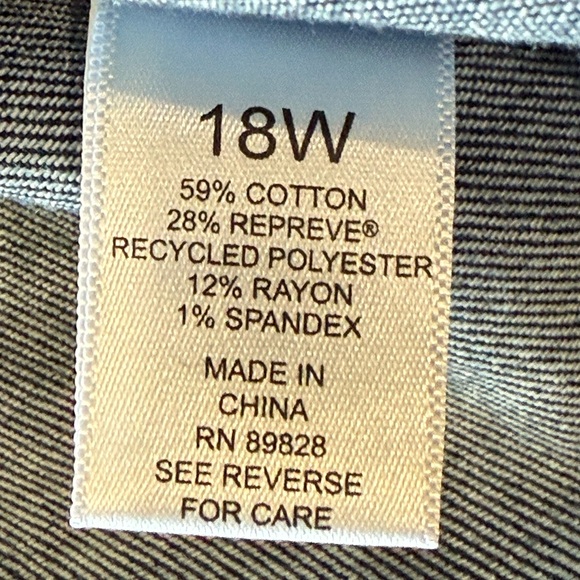 18W
59% COTTON
28% REPREVE®
RECYCLED POLYESTER
12% RAYON
1% SPANDEX
MADE IN
CHINA
RN 89828
SEE REVERSE
FOR CARE